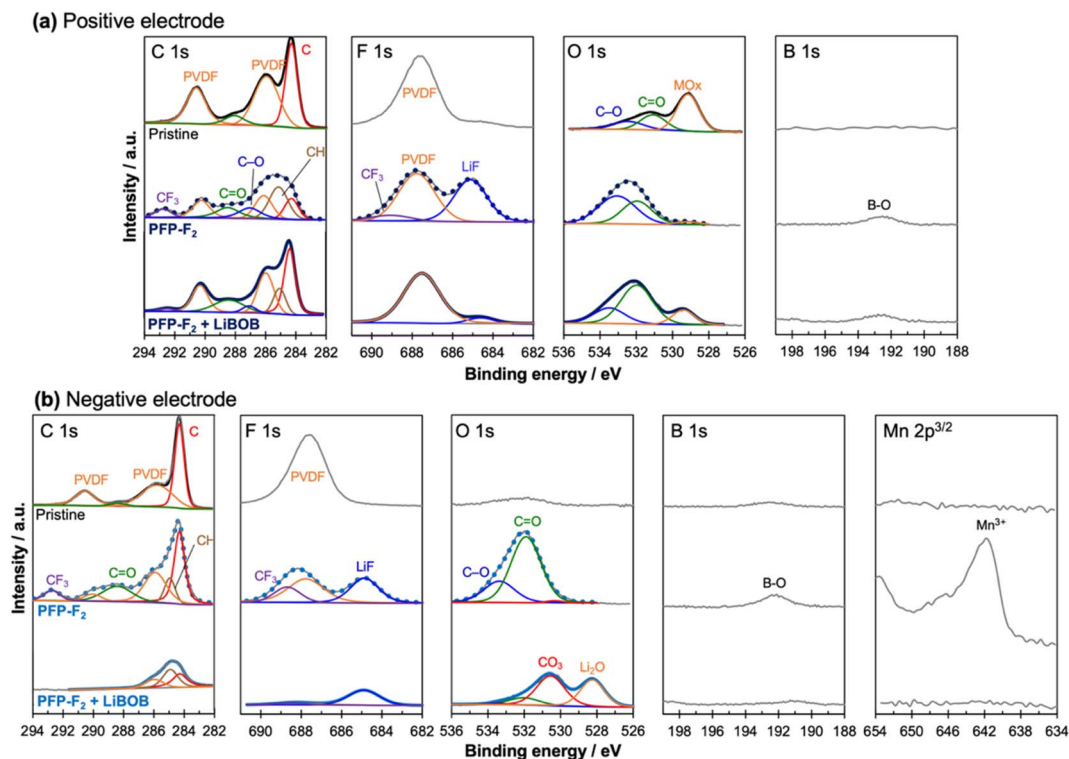 (a) Positive electrode
C 1s
F 1s
O 1s
B 1s
C
PVDF
PVDF
PVDF
MOx
C=O
C–O
Pristine
CH
C–O
C=O
CF₃
CF₃
PVDF
LiF
B-O
PFP-F₂
PFP-F₂ + LiBOB
Intensity / a.u.
294 292 290 288 286 284 282
690 688 686 684 682
536 534 532 530 528 526
198 196 194 192 190 188
Binding energy / eV
(b) Negative electrode
C 1s
F 1s
O 1s
B 1s
Mn 2p³/²
C
PVDF
PVDF
PVDF
Pristine
C=O
Mn³⁺
CH
C=O
CF₃
CF₃
LiF
C–O
B-O
PFP-F₂
CO₃
Li₂O
PFP-F₂ + LiBOB
Intensity / a.u.
294 292 290 288 286 284 282
690 688 686 684 682
536 534 532 530 528 526
198 196 194 192 190 188
654 650 646 642 638 634
Binding energy / eV